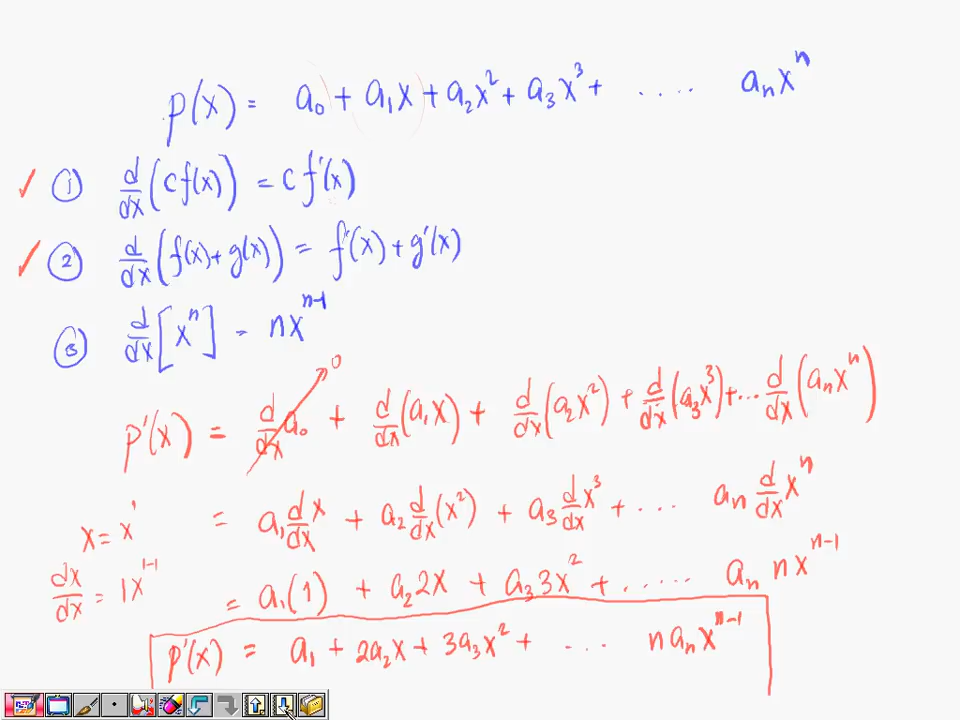 p(x) = a₀ + a₁x + a₂x² + a₃x³ + .... aₙxⁿ
✓ ① d/dx (c f(x)) = c f'(x)
✓ ② d/dx (f(x) + g(x)) = f'(x) + g'(x)
③ d/dx [xⁿ] = nxⁿ⁻¹
0
p'(x) = d/dx a₀ + d/dx (a₁x) + d/dx (a₂x²) + d/dx (a₃x³) + ... d/dx (aₙxⁿ)
= a₁ d/dx x + a₂ d/dx (x²) + a₃ d/dx x³ + ... aₙ d/dx xⁿ
x = x¹
dx/dx = 1x¹⁻¹
= a₁(1) + a₂2x + a₃3x² + ..... aₙ nxⁿ⁻¹
p'(x) = a₁ + 2a₂x + 3a₃x² + ... naₙxⁿ⁻¹